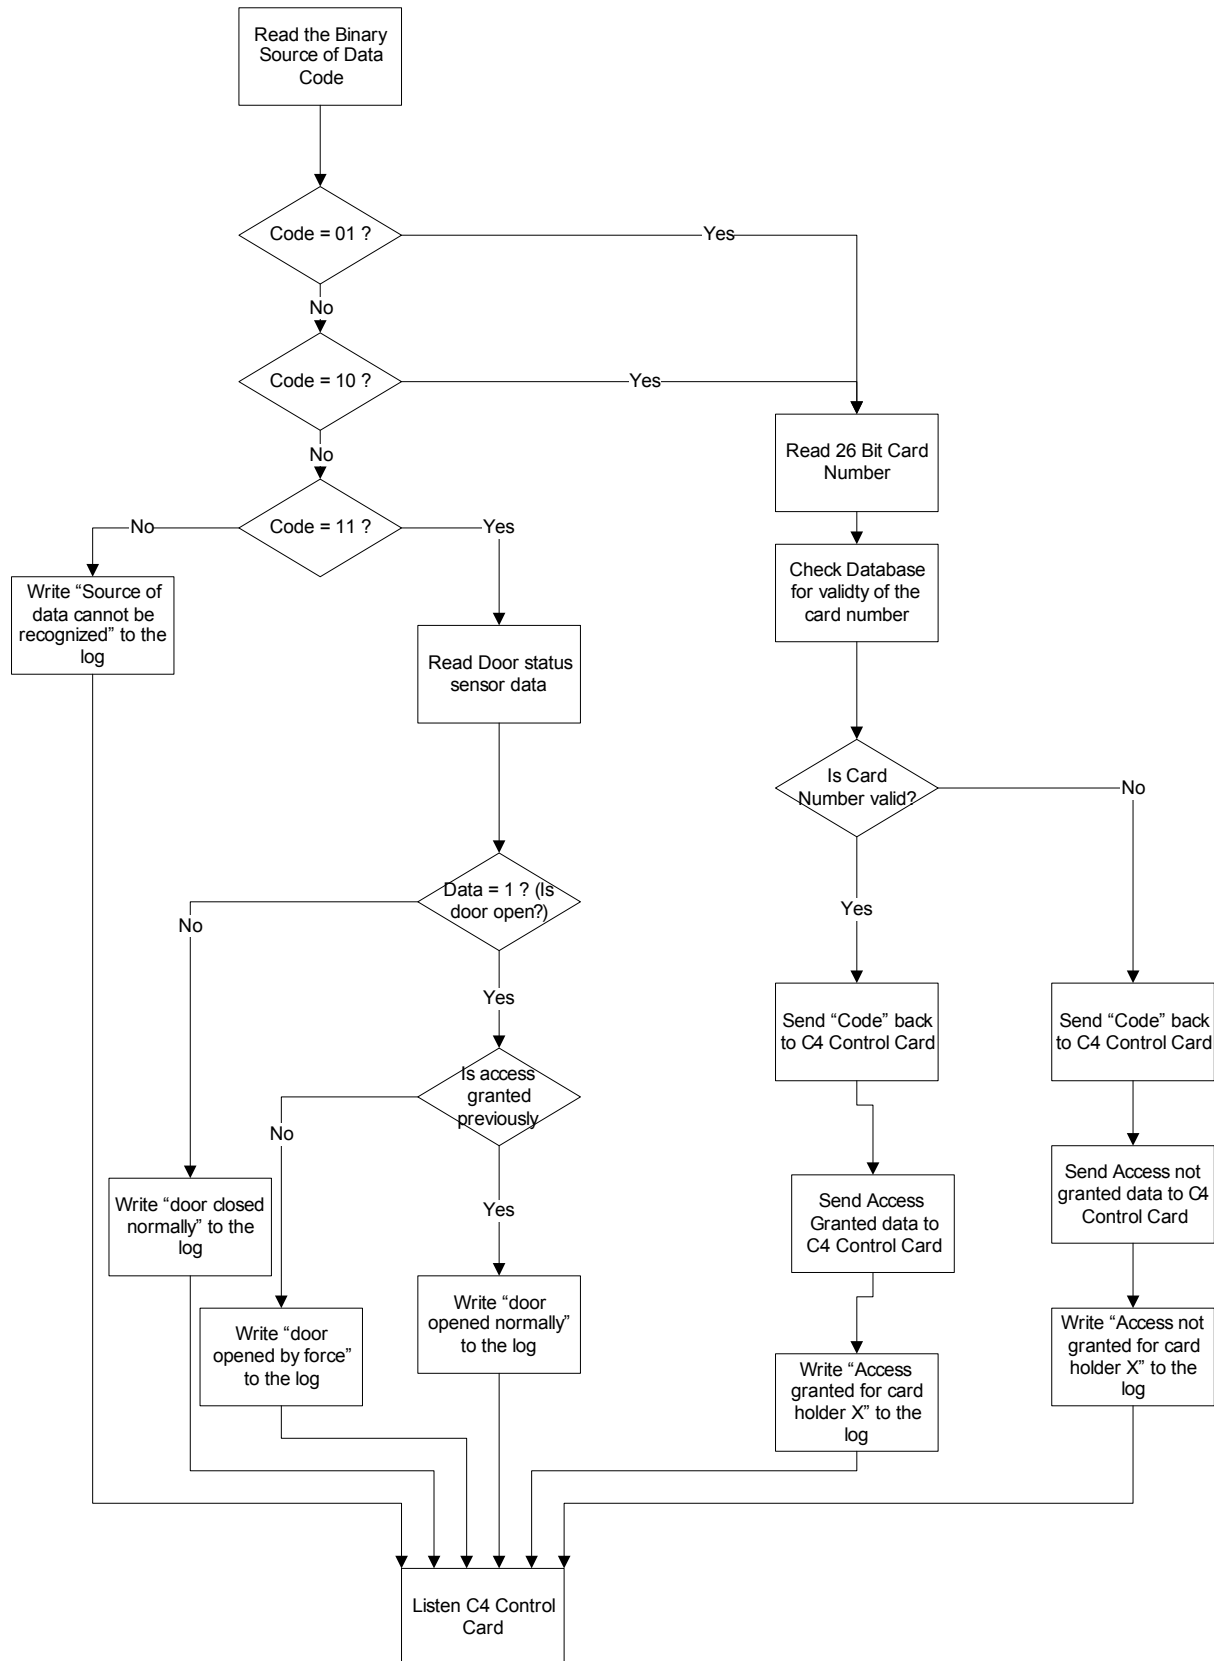 Read the Binary
Source of Data
Code
Code = 01 ?
Yes
No
Code = 10 ?
Yes
No
Read 26 Bit Card
Number
Code = 11 ?
No
Yes
Check Database
for validty of the
card number
Write “Source of
data cannot be
recognized” to the
log
Read Door status
sensor data
Is Card
Number valid?
No
Yes
Data = 1 ? (Is
door open?)
No
Yes
Send “Code” back
to C4 Control Card
Send “Code” back
to C4 Control Card
Is access
granted
previously
No
Yes
Write “door closed
normally” to the
log
Send Access
Granted data to
C4 Control Card
Send Access not
granted data to C4
Control Card
Write “door
opened by force”
to the log
Write “door
opened normally”
to the log
Write “Access
granted for card
holder X” to the
log
Write “Access not
granted for card
holder X” to the
log
Listen C4 Control
Card